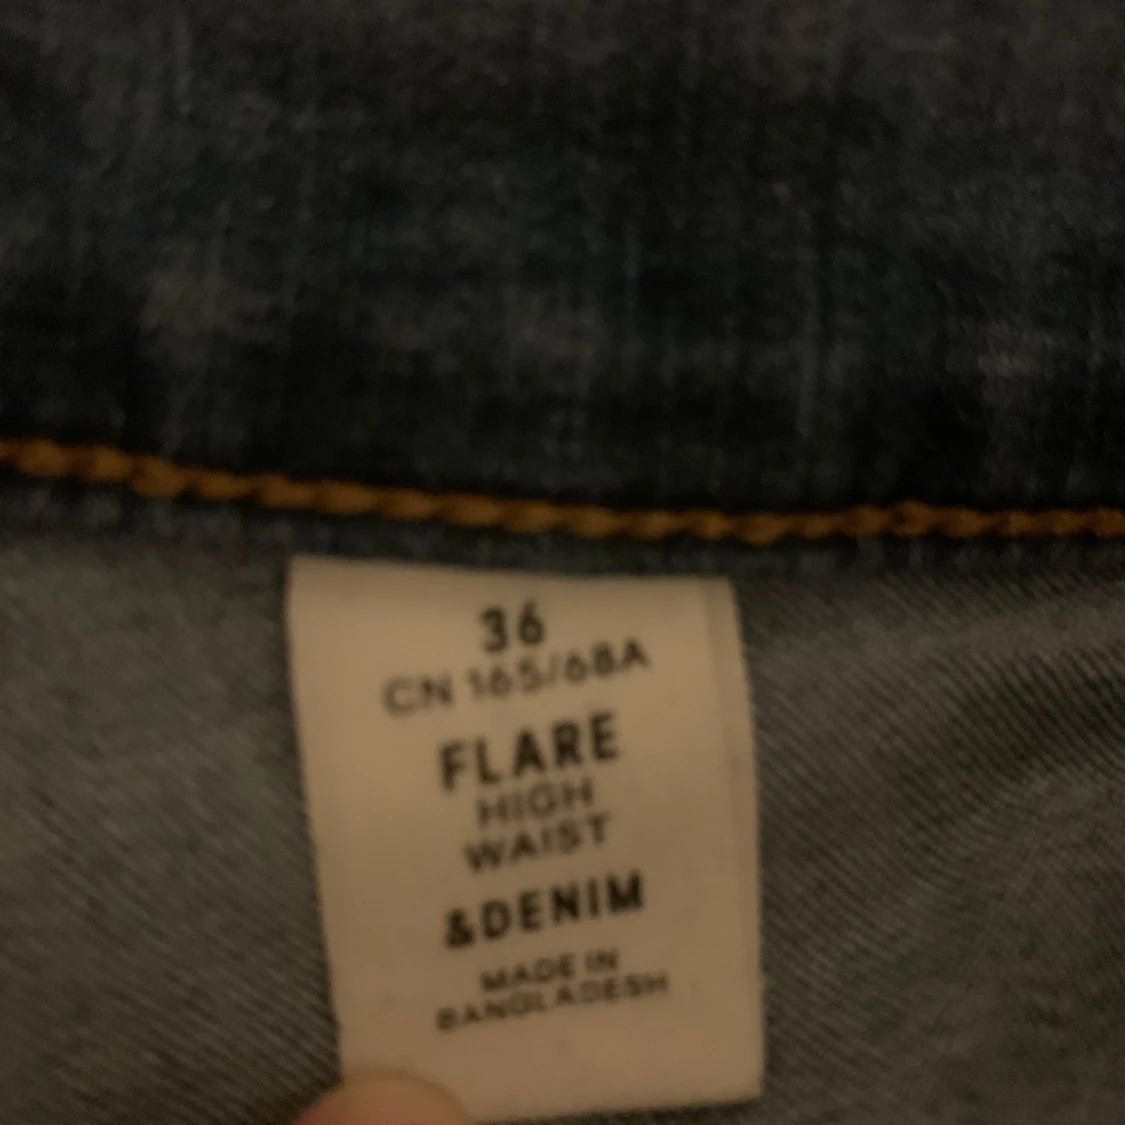 36
CN 165/68A
FLARE
HIGH
WAIST
&DENIM
MADE IN
BANGLADESH